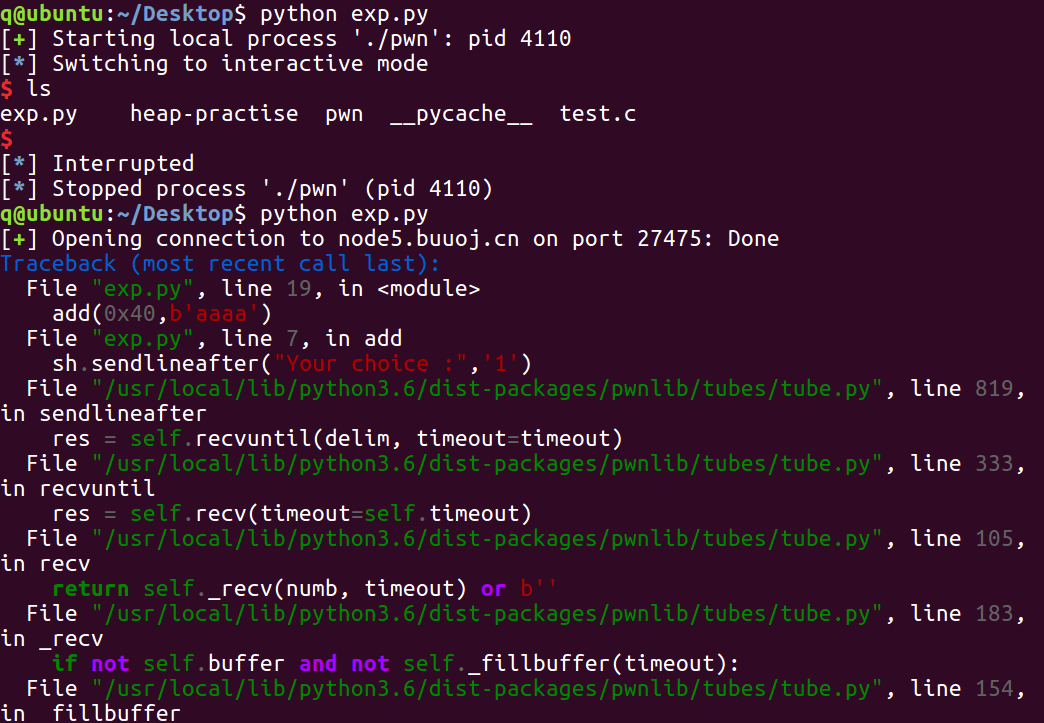 q@ubuntu:~/Desktop$ python exp.py
[+] Starting local process './pwn': pid 4110
[*] Switching to interactive mode
$ ls
exp.py    heap-practise  pwn  __pycache__  test.c
$
[*] Interrupted
[*] Stopped process './pwn' (pid 4110)
q@ubuntu:~/Desktop$ python exp.py
[+] Opening connection to node5.buuoj.cn on port 27475: Done
Traceback (most recent call last):
  File "exp.py", line 19, in <module>
    add(0x40,b'aaaa')
  File "exp.py", line 7, in add
    sh.sendlineafter("Your choice :",'1')
  File "/usr/local/lib/python3.6/dist-packages/pwnlib/tubes/tube.py", line 819,
in sendlineafter
    res = self.recvuntil(delim, timeout=timeout)
  File "/usr/local/lib/python3.6/dist-packages/pwnlib/tubes/tube.py", line 333,
in recvuntil
    res = self.recv(timeout=self.timeout)
  File "/usr/local/lib/python3.6/dist-packages/pwnlib/tubes/tube.py", line 105,
in recv
    return self._recv(numb, timeout) or b''
  File "/usr/local/lib/python3.6/dist-packages/pwnlib/tubes/tube.py", line 183,
in _recv
    if not self.buffer and not self._fillbuffer(timeout):
  File "/usr/local/lib/python3.6/dist-packages/pwnlib/tubes/tube.py", line 154,
in _fillbuffer